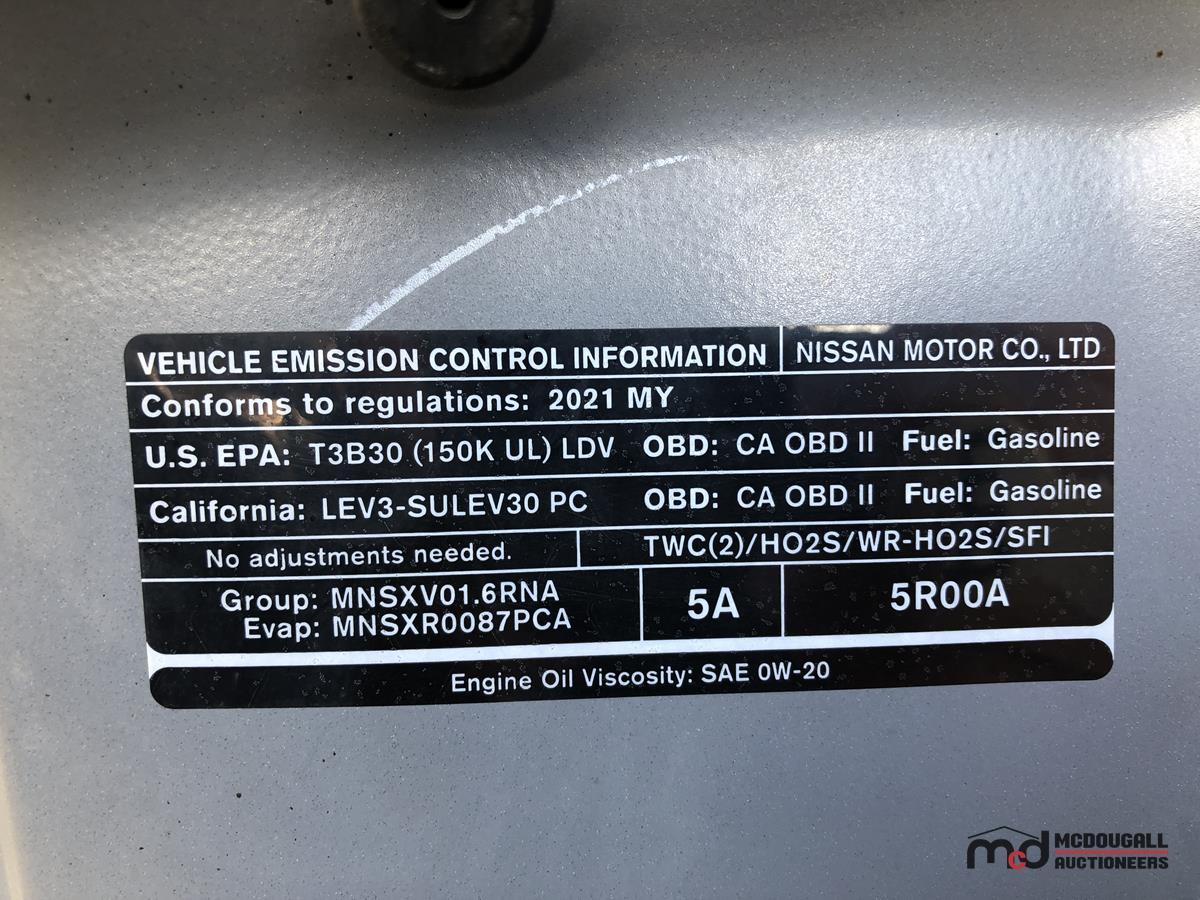 VEHICLE EMISSION CONTROL INFORMATION NISSAN MOTOR CO., LTD
Conforms to regulations: 2021 MY
U.S. EPA: T3B30 (150K UL) LDV OBD: CA OBD II Fuel: Gasoline
California: LEV3-SULEV30 PC OBD: CA OBD II Fuel: Gasoline
No adjustments needed. TWC(2)/HO2S/WR-HO2S/SFI
Group: MNSXV01.6RNA
Evap: MNSXR0087PCA
5A
5R00A
Engine Oil Viscosity: SAE 0W-20
mcd MCDOUGALL
AUCTIONEERS